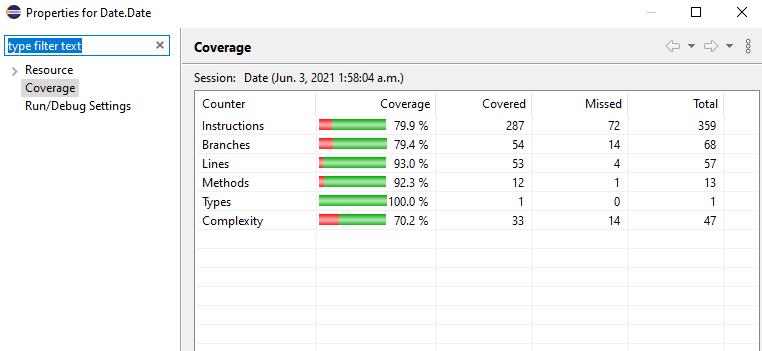 Properties for Date.Date
type filter text
Resource
Coverage
Run/Debug Settings
Coverage
Session: Date (Jun. 3, 2021 1:58:04 a.m.)
Counter Coverage Covered Missed Total
Instructions 79.9 % 287 72 359
Branches 79.4 % 54 14 68
Lines 93.0 % 53 4 57
Methods 92.3 % 12 1 13
Types 100.0 % 1 0 1
Complexity 70.2 % 33 14 47